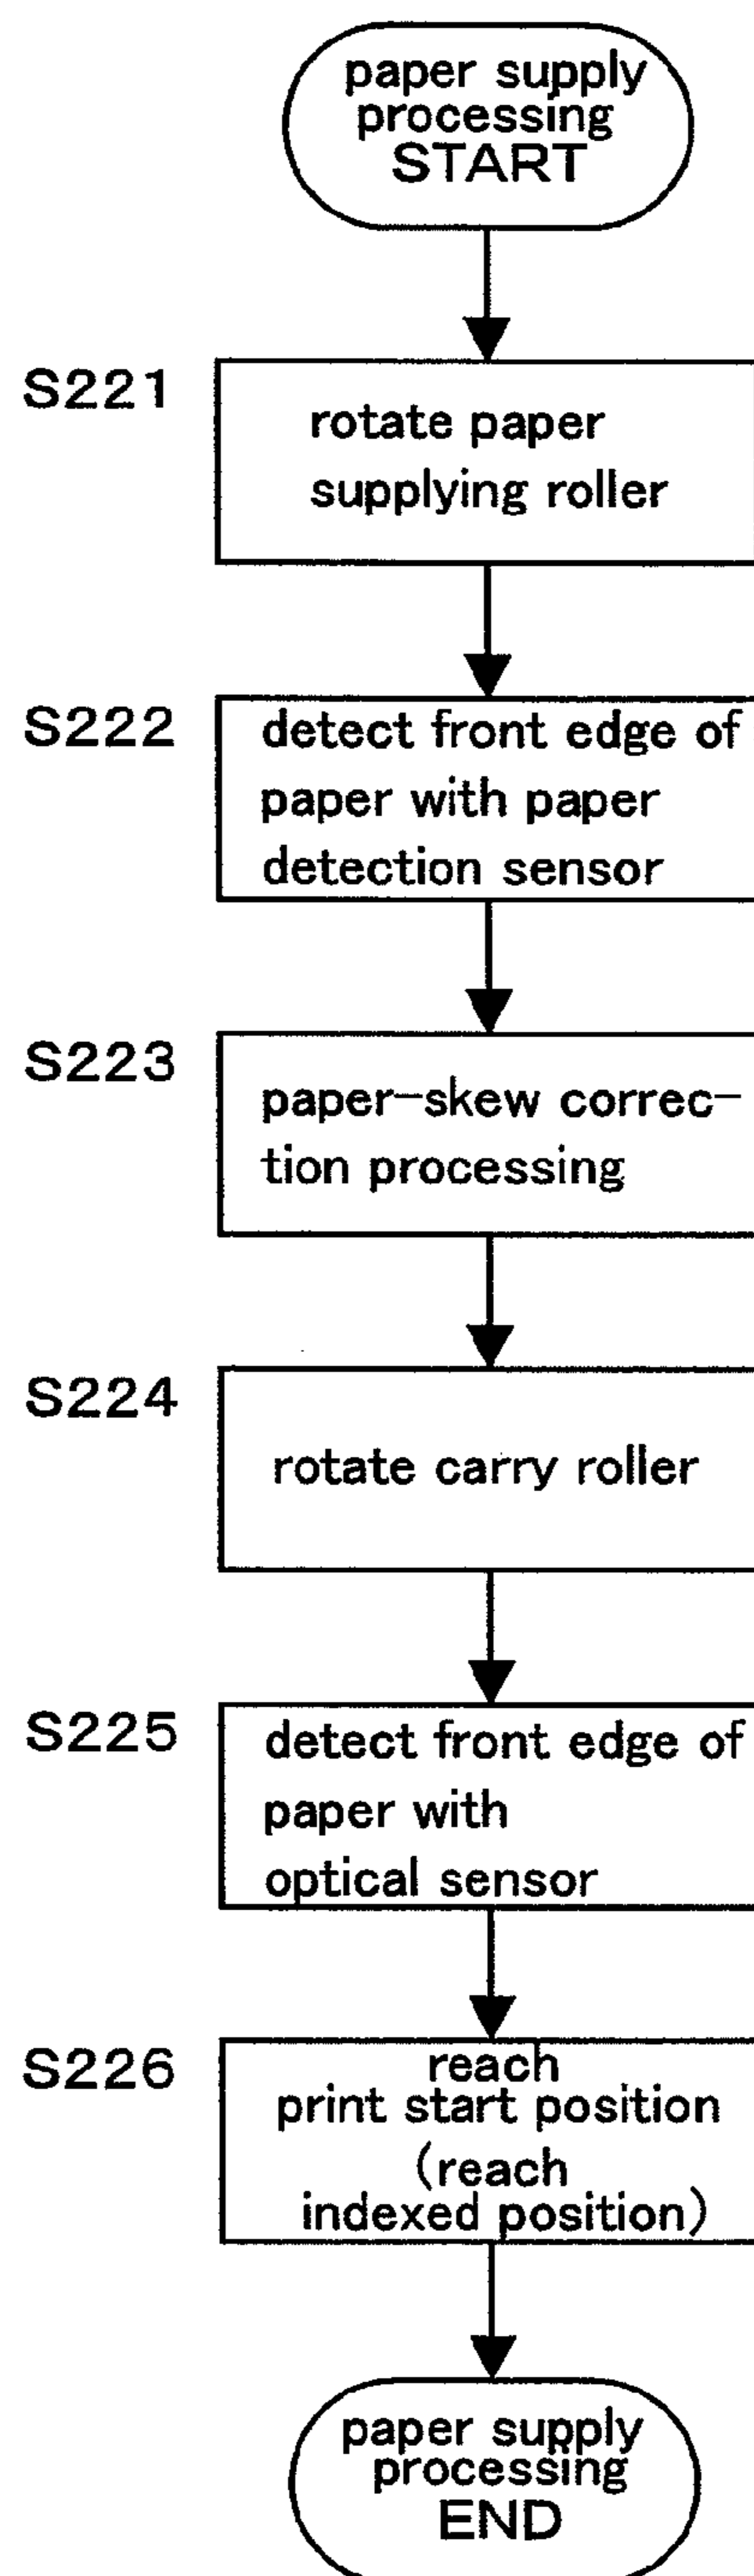 paper supply
processing
START
S221
rotate paper
supplying roller
S222
detect front edge of
paper with paper
detection sensor
S223
paper-skew correc-
tion processing
S224
rotate carry roller
S225
detect front edge of
paper with
optical sensor
S226
reach
print start position
(reach
indexed position)
paper supply
processing
END